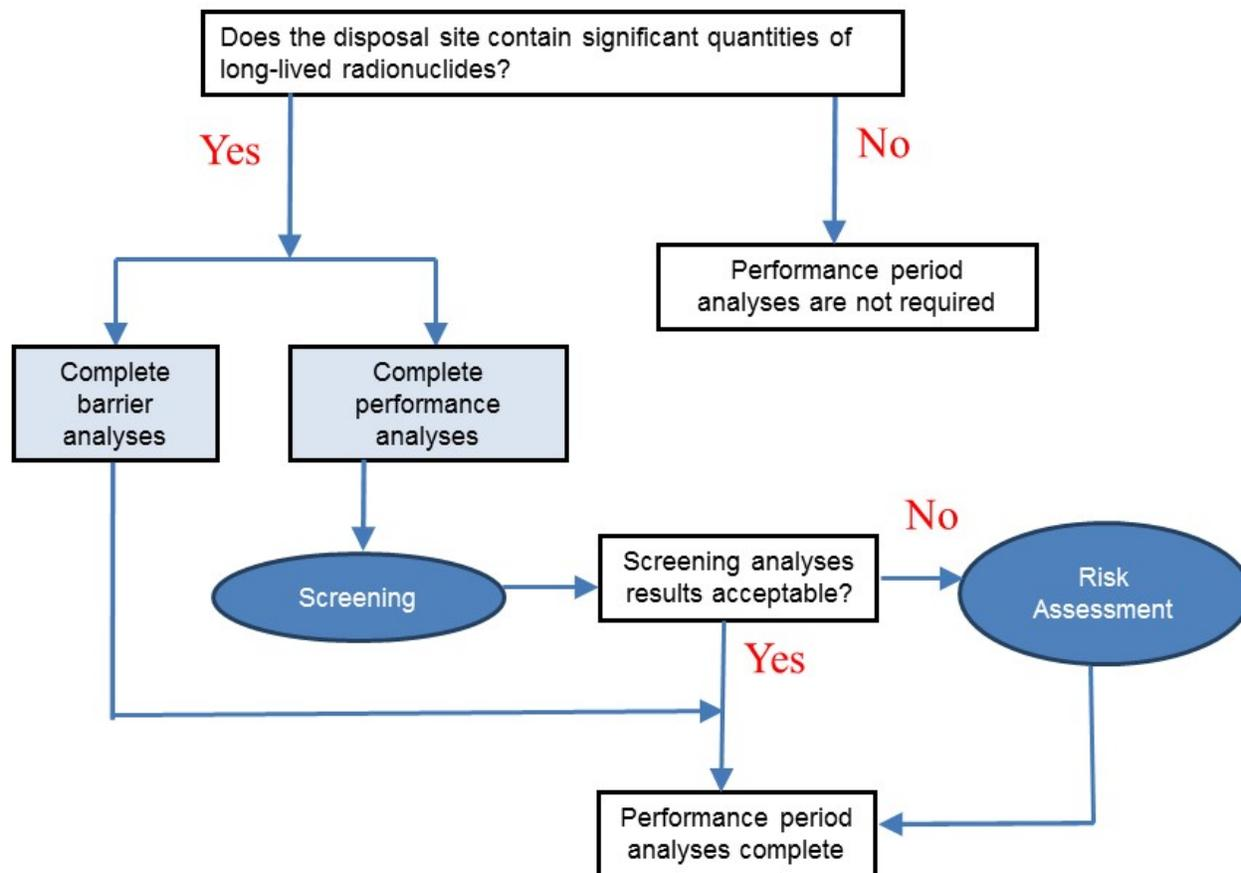 Does the disposal site contain significant quantities of
long-lived radionuclides?
Yes
No
Performance period
analyses are not required
Complete
barrier
analyses
Complete
performance
analyses
No
Screening
Screening analyses
results acceptable?
Risk
Assessment
Yes
Performance period
analyses complete